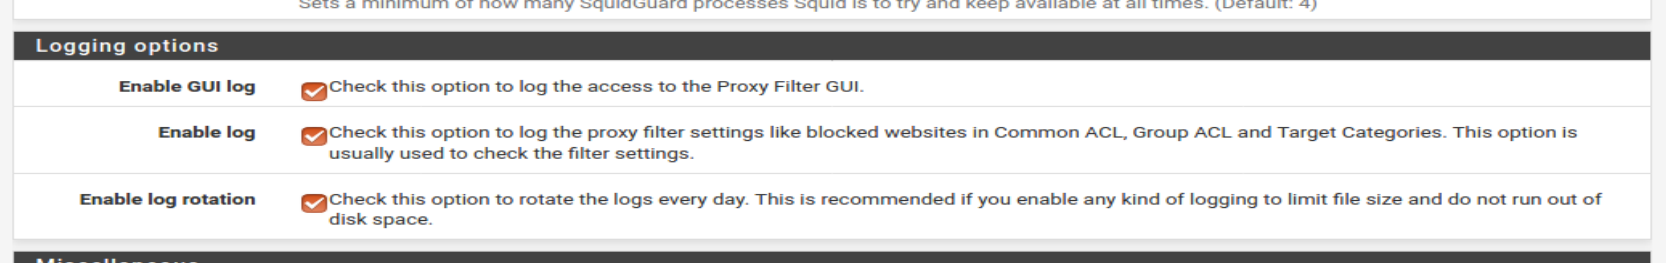 Sets a minimum of how many SquidGuard processes Squid is to try and keep available at all times. (Default: 4)
Logging options
Enable GUI log Check this option to log the access to the Proxy Filter GUI.
Enable log Check this option to log the proxy filter settings like blocked websites in Common ACL, Group ACL and Target Categories. This option is
usually used to check the filter settings.
Enable log rotation Check this option to rotate the logs every day. This is recommended if you enable any kind of logging to limit file size and do not run out of
disk space.
Miscellaneous